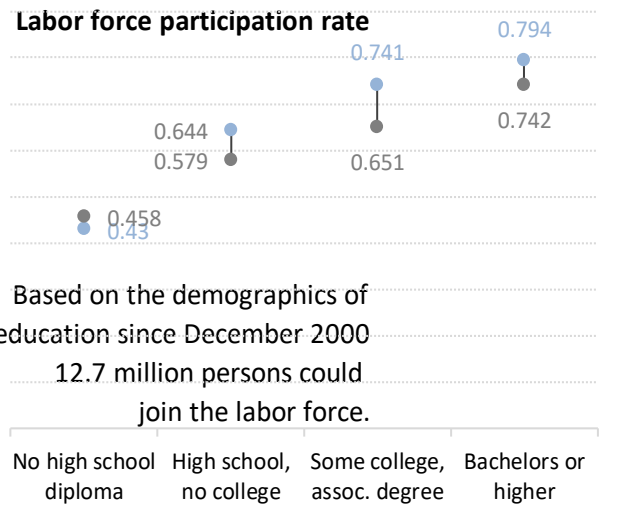 Labor force participation rate
0.794
0.741
0.742
0.644
0.579
0.651
0.458
0.43
Based on the demographics of
education since December 2000
12.7 million persons could
join the labor force.
No high school diploma
High school, no college
Some college, assoc. degree
Bachelors or higher